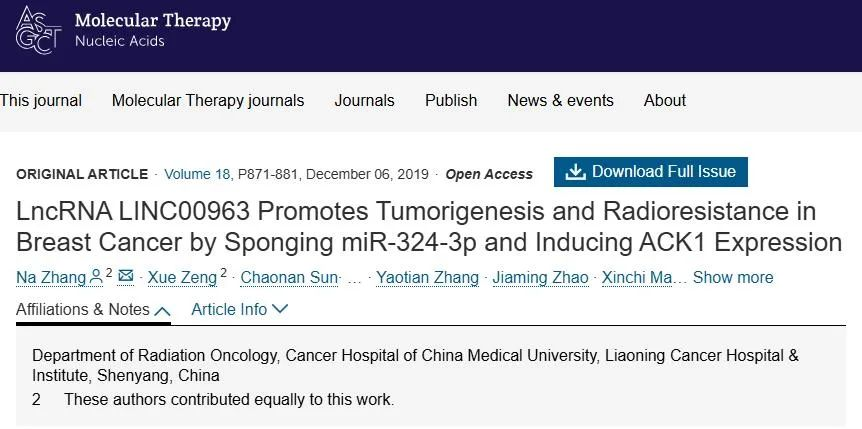 ASGCT Molecular Therapy
Nucleic Acids
This journal Molecular Therapy journals Journals Publish News & events About
ORIGINAL ARTICLE · Volume 18, P871-881, December 06, 2019 · Open Access Download Full Issue
LncRNA LINC00963 Promotes Tumorigenesis and Radioresistance in
Breast Cancer by Sponging miR-324-3p and Inducing ACK1 Expression
Na Zhang 2 · Xue Zeng 2 · Chaonan Sun · … · Yaotian Zhang · Jiaming Zhao · Xinchi Ma… Show more
Affiliations & Notes Article Info
Department of Radiation Oncology, Cancer Hospital of China Medical University, Liaoning Cancer Hospital &
Institute, Shenyang, China
2 These authors contributed equally to this work.